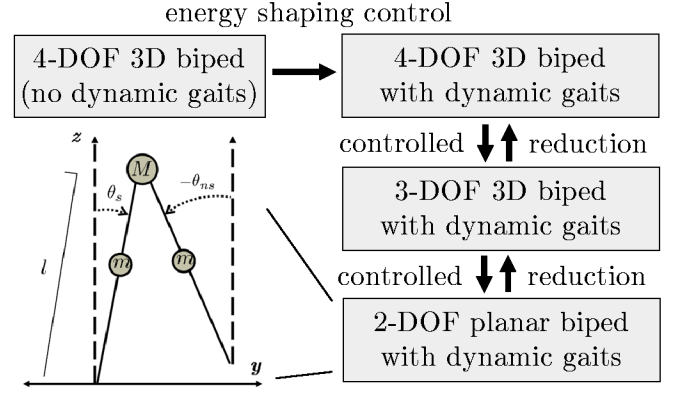 energy shaping control
4-DOF 3D biped
(no dynamic gaits)
4-DOF 3D biped
with dynamic gaits
controlled reduction
3-DOF 3D biped
with dynamic gaits
controlled reduction
2-DOF planar biped
with dynamic gaits
z
M
θs
-θns
l
m
m
y